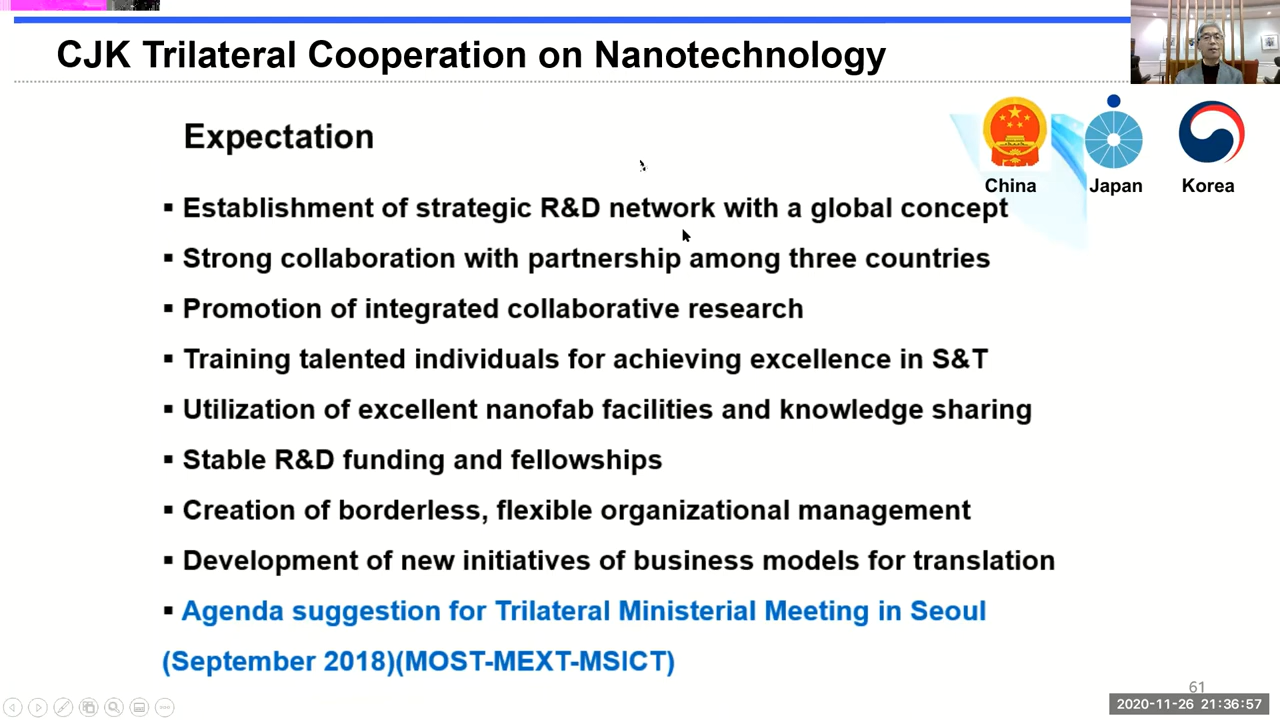 CJK Trilateral Cooperation on Nanotechnology
Expectation
China
Japan
Korea
▪ Establishment of strategic R&D network with a global concept
▪ Strong collaboration with partnership among three countries
▪ Promotion of integrated collaborative research
▪ Training talented individuals for achieving excellence in S&T
▪ Utilization of excellent nanofab facilities and knowledge sharing
▪ Stable R&D funding and fellowships
▪ Creation of borderless, flexible organizational management
▪ Development of new initiatives of business models for translation
▪ Agenda suggestion for Trilateral Ministerial Meeting in Seoul
(September 2018)(MOST-MEXT-MSICT)
61
2020-11-26 21:36:57